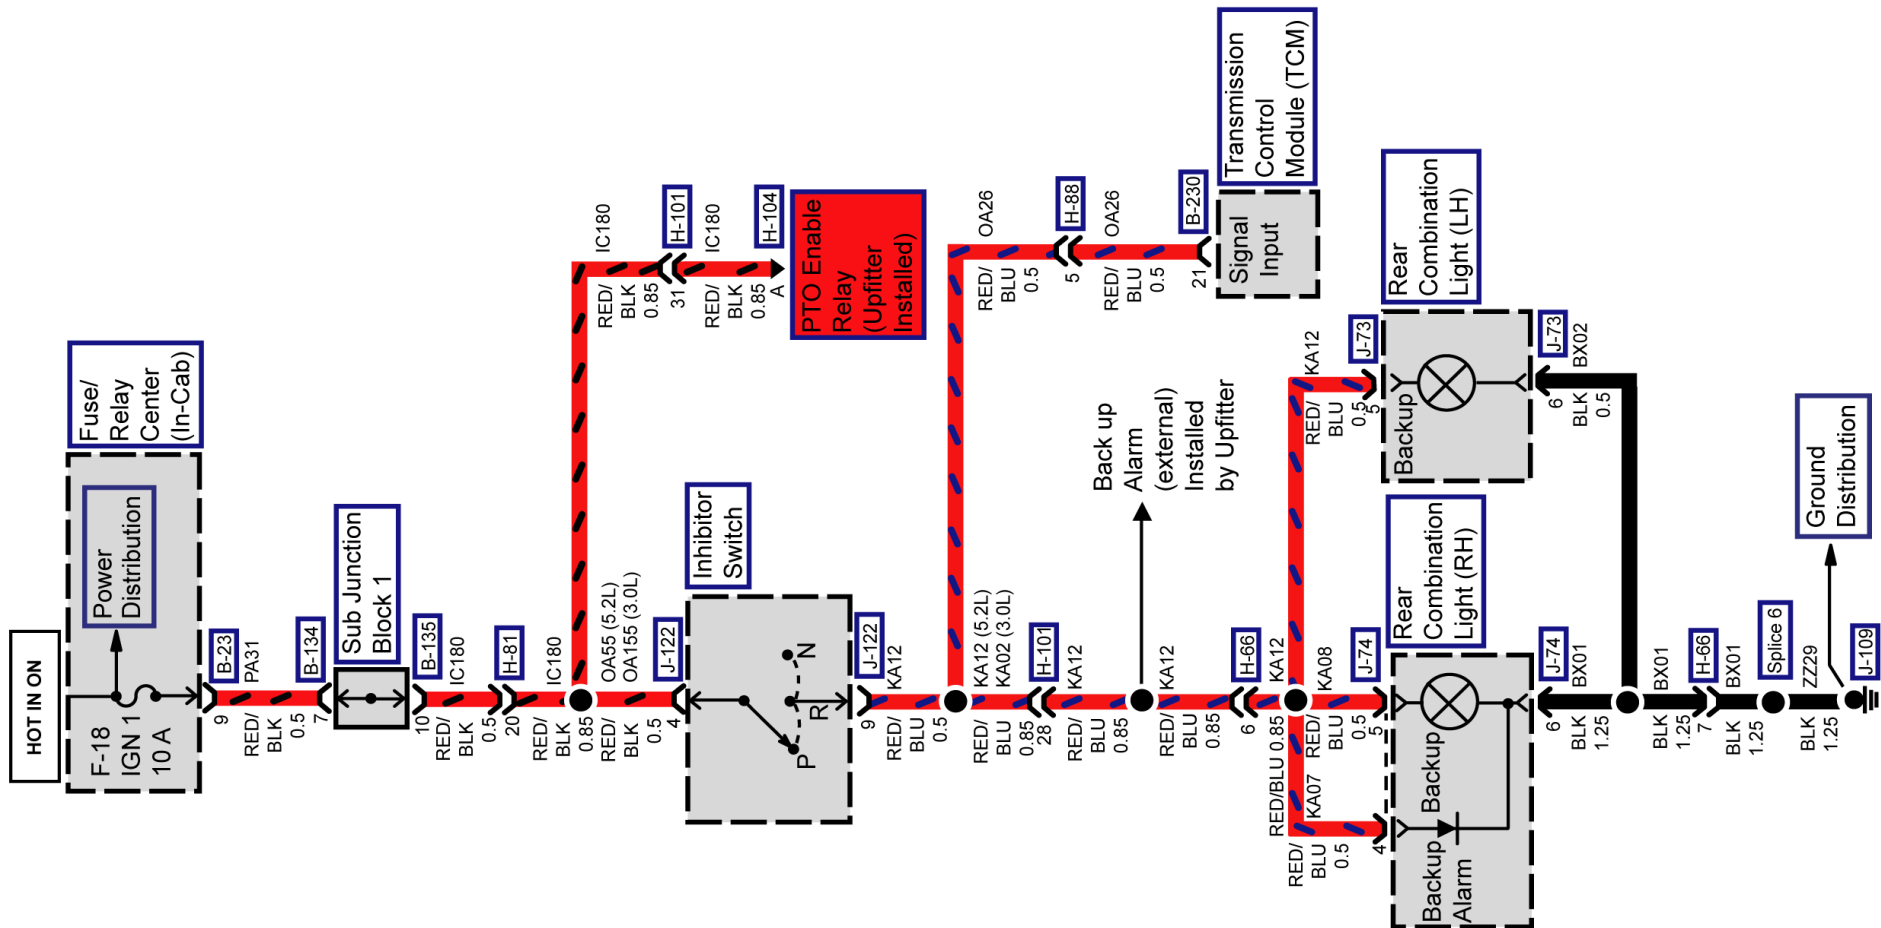 HOT IN ON
Fuse/
Relay
Center
(In-Cab)
Power
Distribution
F-18
IGN 1
10 A
9
B-23
PA31
RED/
BLK
0.5
7
B-134
Sub Junction
Block 1
10
B-135
IC180
RED/
BLK
0.5
20
H-81
IC180
RED/
BLK
0.85
IC180
RED/
BLK
0.85
31
H-101
IC180
RED/
BLK
0.85
A
H-104
PTO Enable
Relay
(Upfitter
Installed)
OA55 (5.2L)
OA155 (3.0L)
RED/
BLK
0.5
4
J-122
Inhibitor
Switch
P
R
N
9
J-122
KA12
RED/
BLU
0.5
OA26
RED/
BLU
0.5
5
H-88
OA26
RED/
BLU
0.5
21
B-230
Signal
Input
Transmission
Control
Module (TCM)
KA12 (5.2L)
KA02 (3.0L)
RED/
BLU
0.85
28
H-101
KA12
RED/
BLU
0.85
Back up
Alarm
(external)
Installed
by Upfitter
KA12
RED/
BLU
0.85
6
H-66
KA12
RED/BLU 0.85
KA12
RED/
BLU
0.5
5
J-73
Rear
Combination
Light (LH)
Backup
6
J-73
BX02
BLK
0.5
KA08
RED/
BLU
0.5
5
J-74
KA07
RED/
BLU
0.5
4
Rear
Combination
Light (RH)
Backup
Backup
Alarm
6
J-74
BX01
BLK
1.25
BX01
BLK
1.25
7
H-66
BX01
BLK
1.25
Splice 6
ZZ29
BLK
1.25
Ground
Distribution
J-109